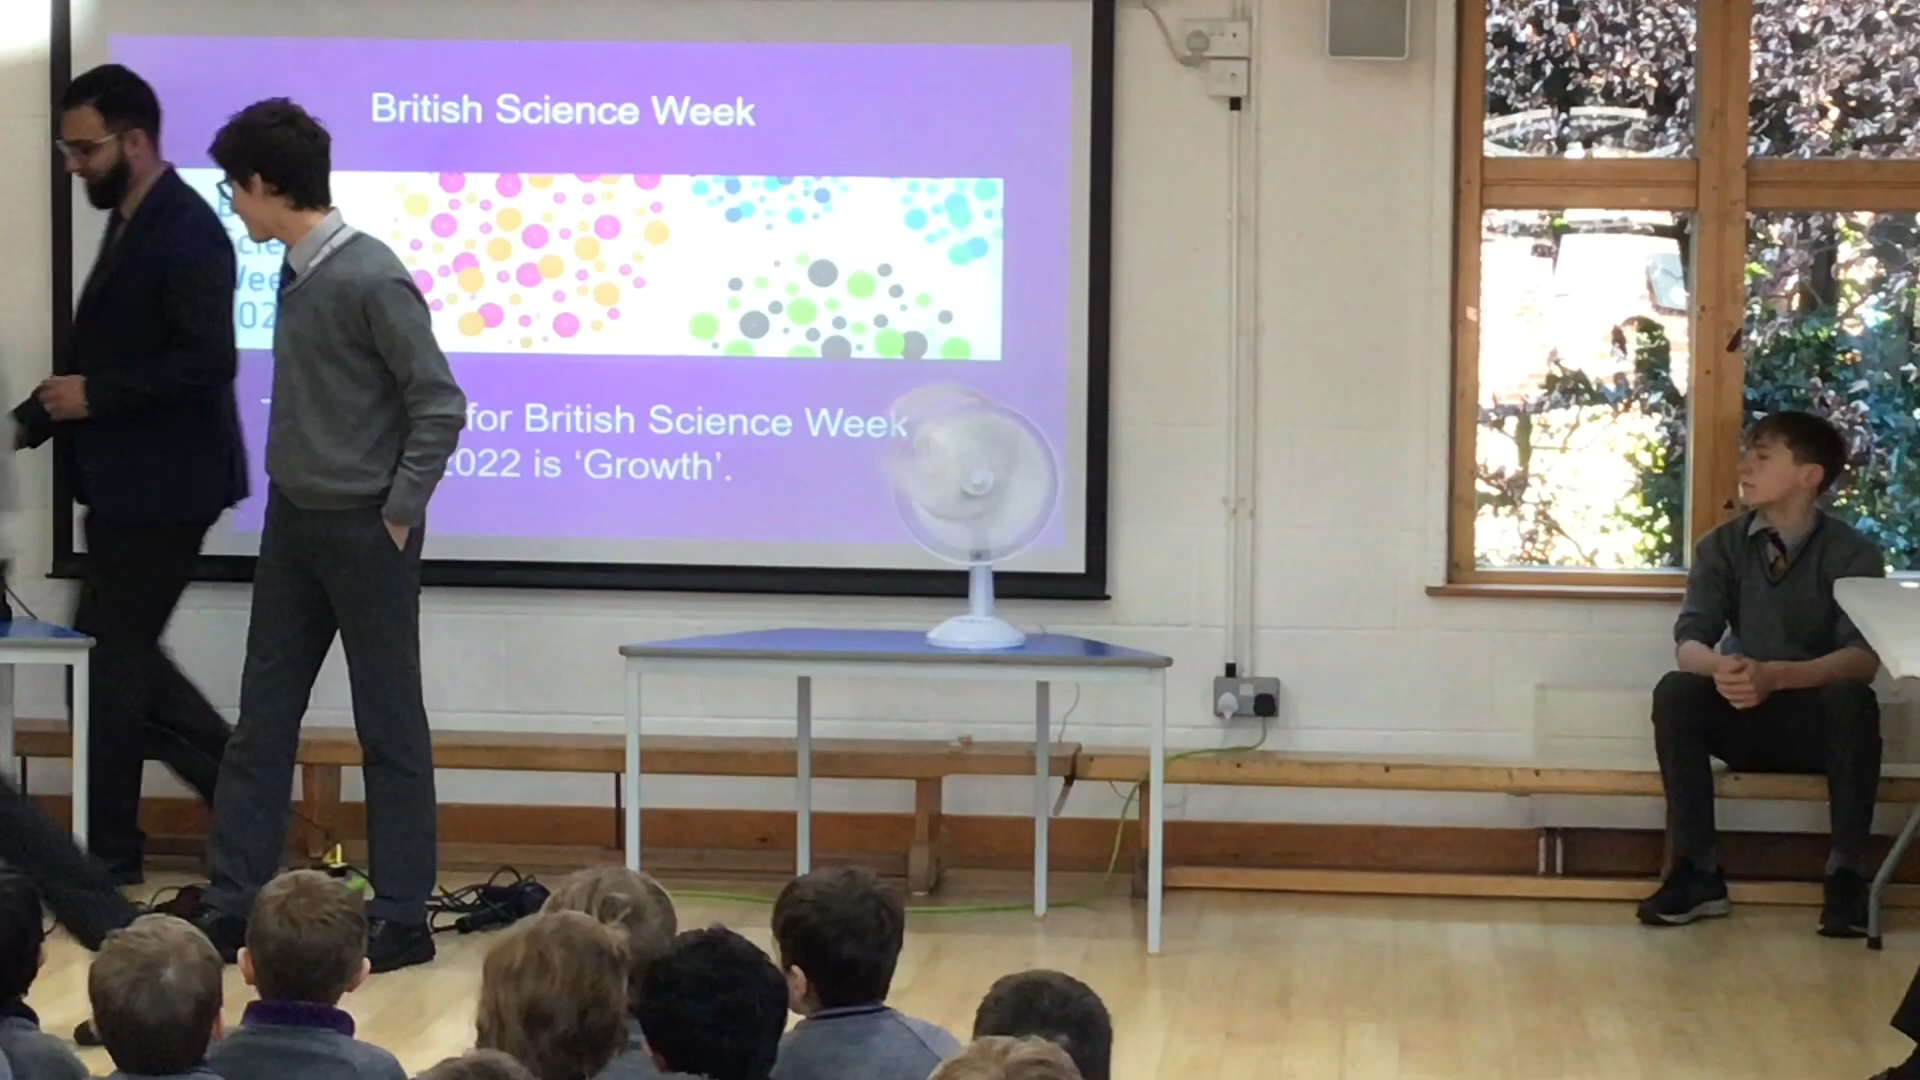 British Science Week
for British Science Week
2022 is ‘Growth’.